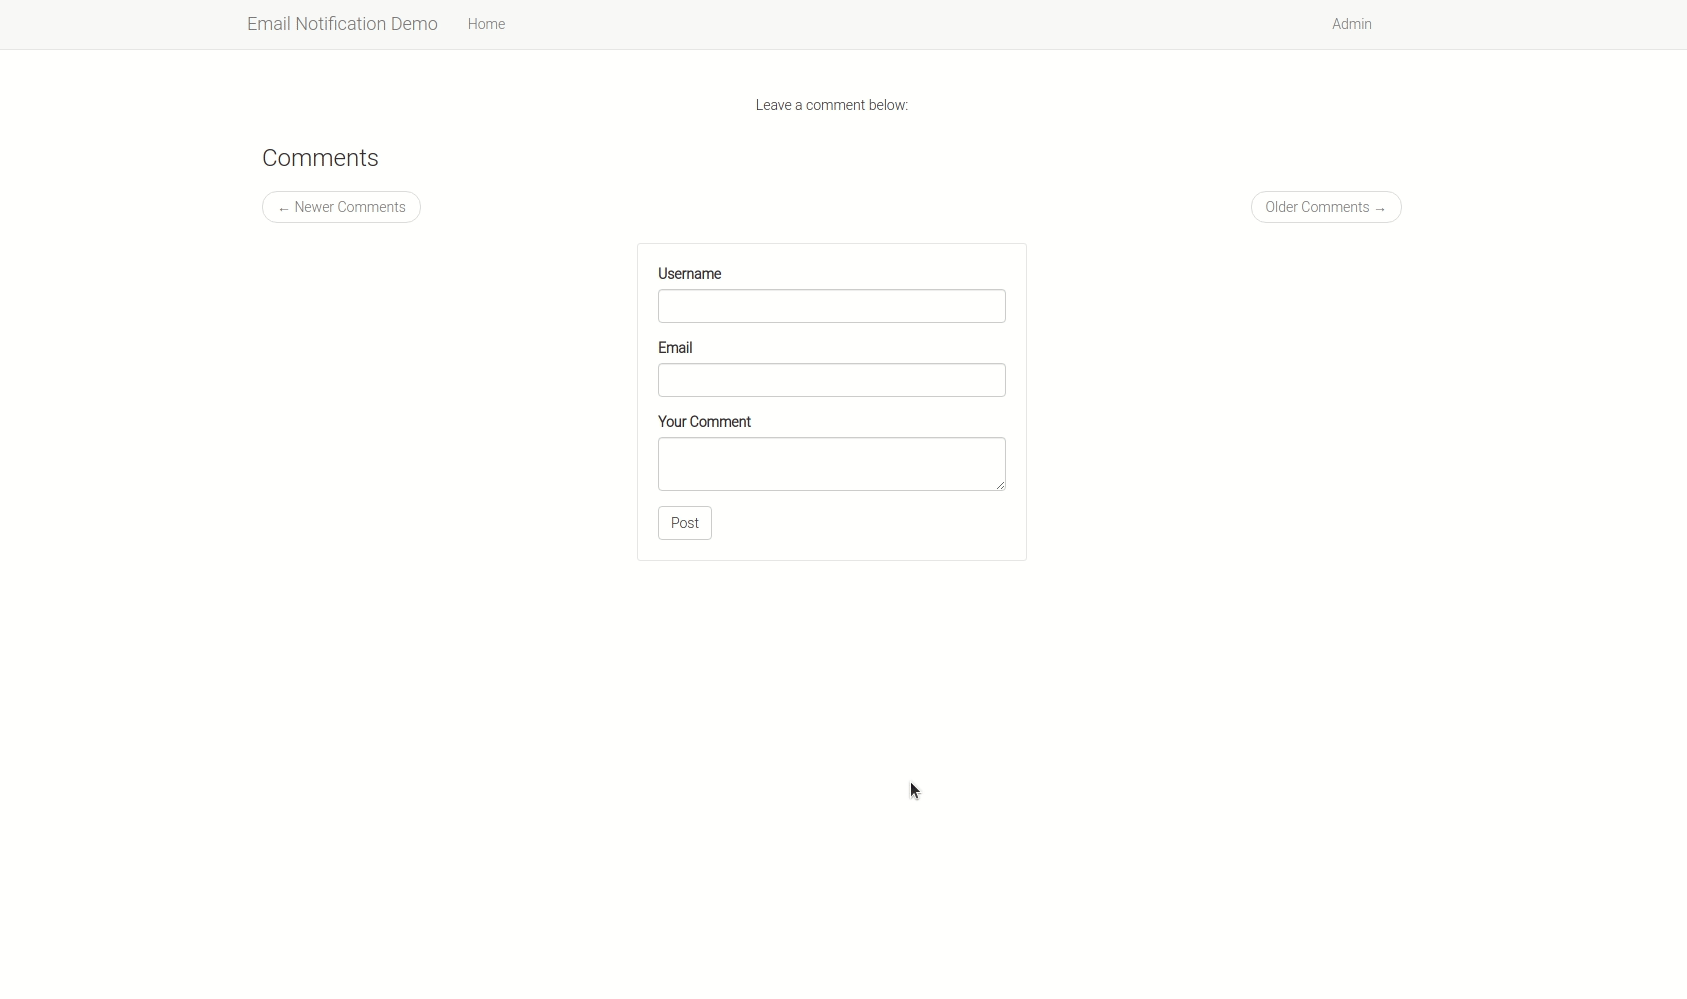 Email Notification Demo Home Admin
Leave a comment below:
Comments
← Newer Comments Older Comments →
Username
Email
Your Comment
Post